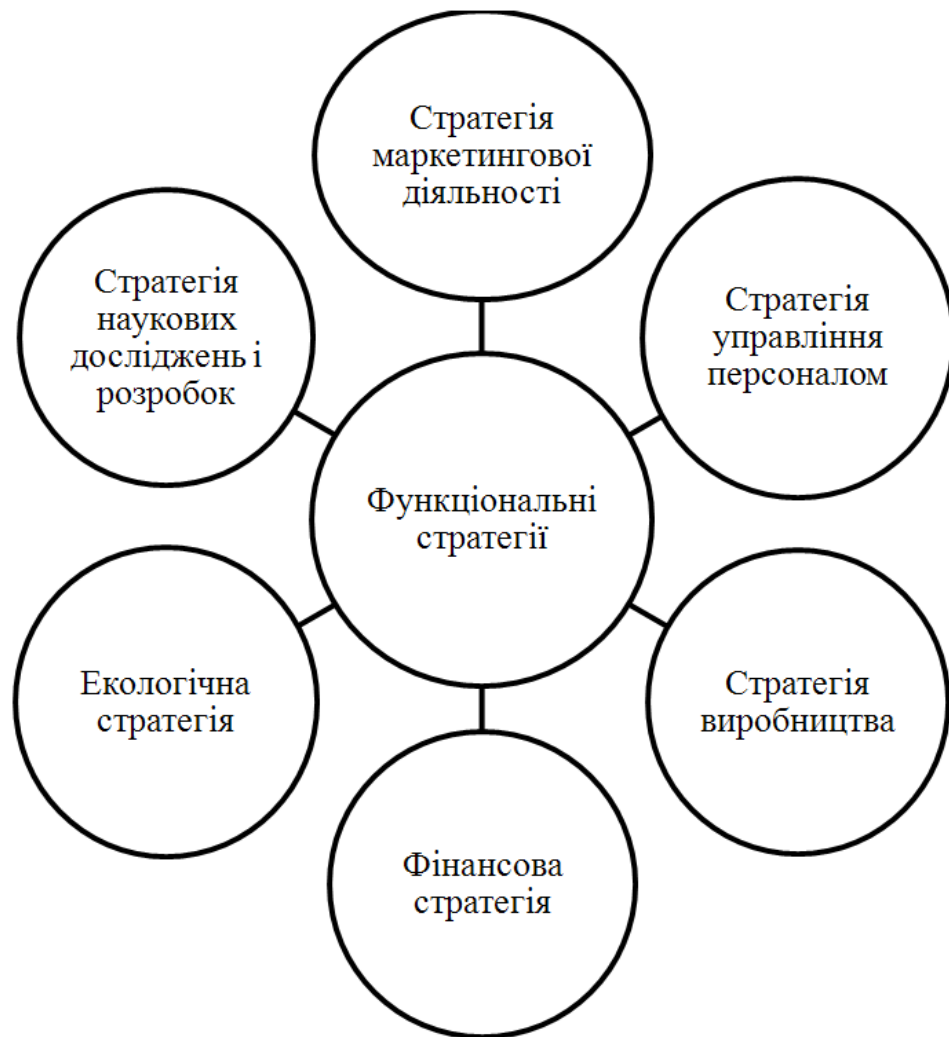 Стратегія
маркетингової
діяльності
Стратегія
наукових
досліджень і
розробок
Стратегія
управління
персоналом
Функціональні
стратегії
Екологічна
стратегія
Стратегія
виробництва
Фінансова
стратегія